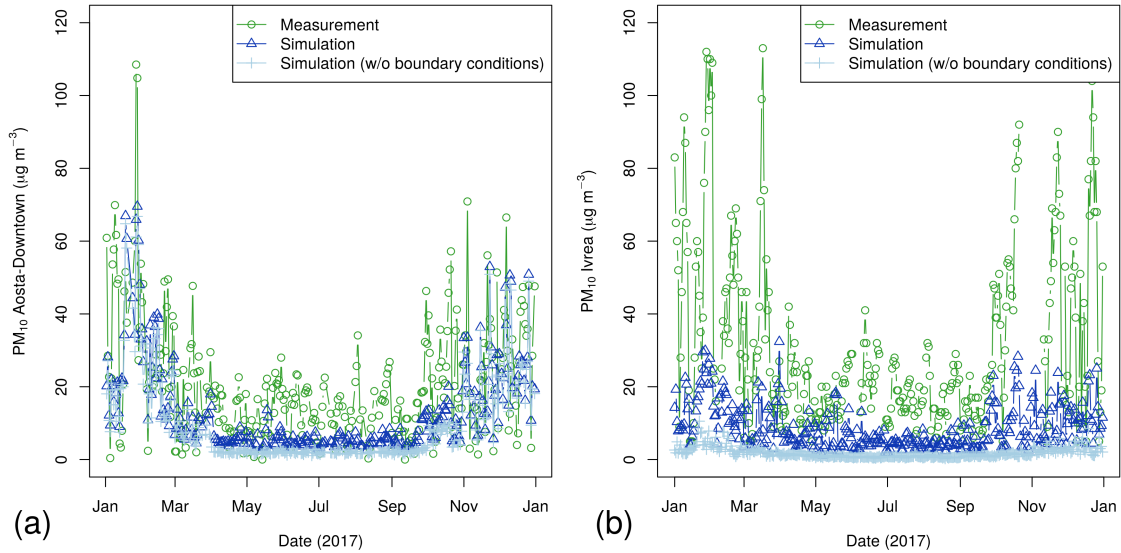 Measurement
Simulation
Simulation (w/o boundary conditions)
PM₁₀ Aosta-Downtown (µg m⁻³)
0 20 40 60 80 100 120
Jan Mar May Jul Sep Nov Jan
Date (2017)
(a)
Measurement
Simulation
Simulation (w/o boundary conditions)
PM₁₀ Ivrea (µg m⁻³)
0 20 40 60 80 100 120
Jan Mar May Jul Sep Nov Jan
Date (2017)
(b)